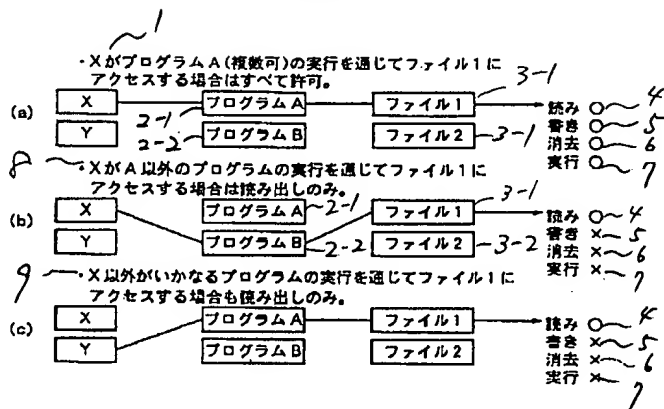 1
・XがプログラムA(複数可)の実行を通じてファイル1に
アクセスする場合はすべて許可。
3-1
(a) X プログラムA ファイル1 読み○ 4
2-1 書き○ 5
Y プログラムB ファイル2 3-1 消去○ 6
2-2 実行○ 7
8 ・XがA以外のプログラムの実行を通じてファイル1に
アクセスする場合は読み出しのみ。
3-1
(b) X プログラムA 2-1 ファイル1 読み○ 4
書き× 5
Y プログラムB 2-2 ファイル2 3-2 消去× 6
実行× 7
9 ・X以外がいかなるプログラムの実行を通じてファイル1に
アクセスする場合も読み出しのみ。
(c) X プログラムA ファイル1 読み○ 4
書き× 5
Y プログラムB ファイル2 消去× 6
実行× 7